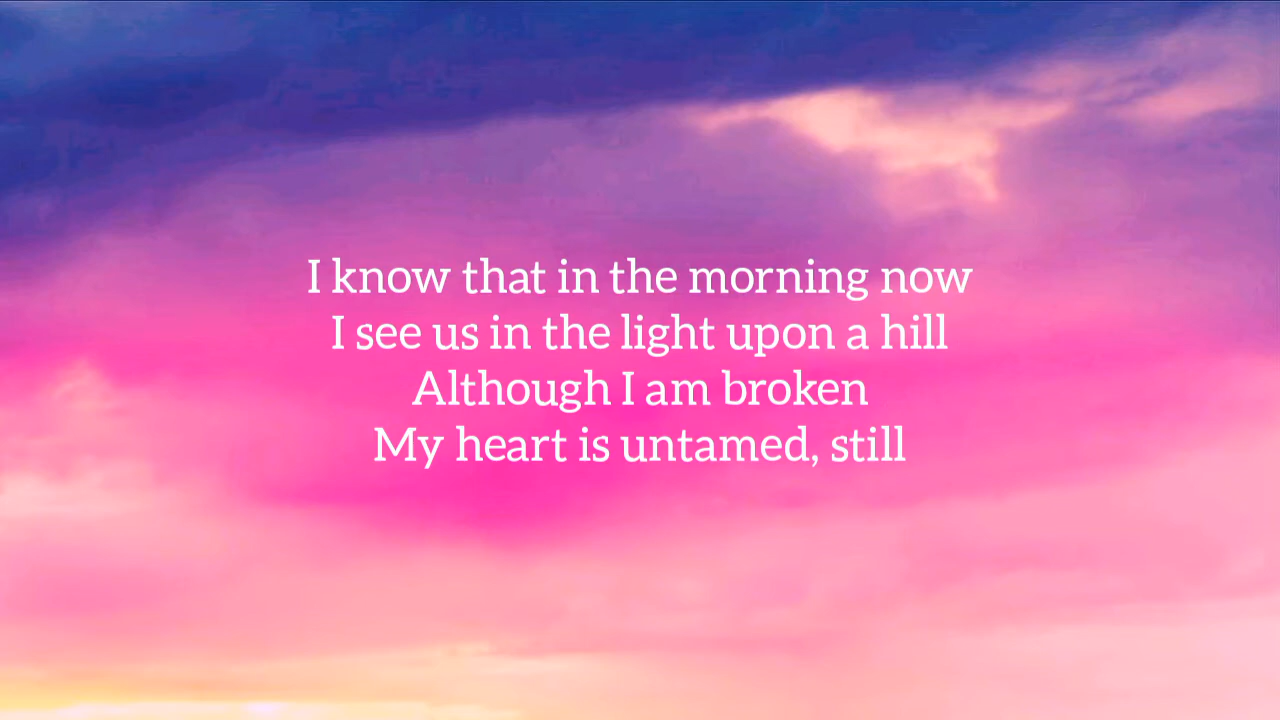 I know that in the morning now
I see us in the light upon a hill
Although I am broken
My heart is untamed, still